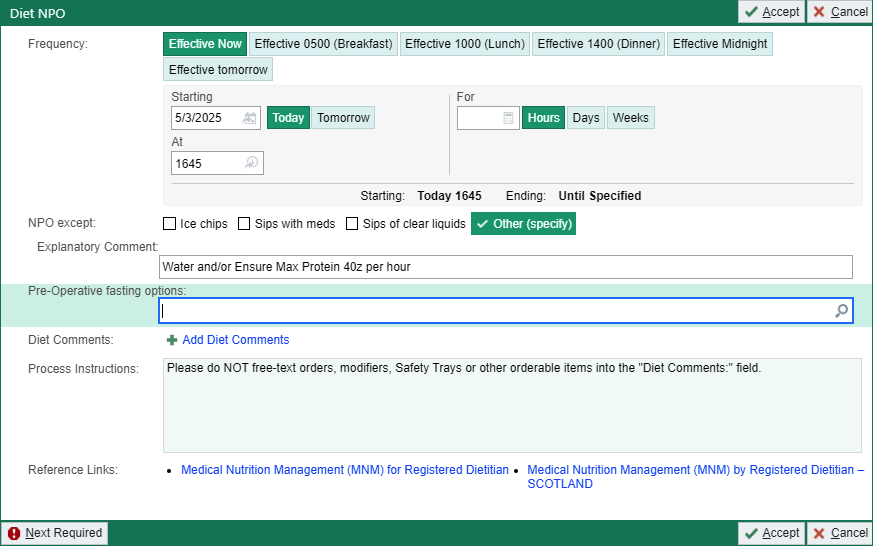 Diet NPO
Accept Cancel
Frequency: Effective Now Effective 0500 (Breakfast) Effective 1000 (Lunch) Effective 1400 (Dinner) Effective Midnight
Effective tomorrow
Starting For
5/3/2025 Today Tomorrow Hours Days Weeks
At
1645
Starting: Today 1645 Ending: Until Specified
NPO except: Ice chips Sips with meds Sips of clear liquids Other (specify)
Explanatory Comment:
Water and/or Ensure Max Protein 40z per hour
Pre-Operative fasting options:
Diet Comments: Add Diet Comments
Process Instructions: Please do NOT free-text orders, modifiers, Safety Trays or other orderable items into the "Diet Comments:" field.
Reference Links: • Medical Nutrition Management (MNM) for Registered Dietitian • Medical Nutrition Management (MNM) by Registered Dietitian –
SCOTLAND
Next Required Accept Cancel